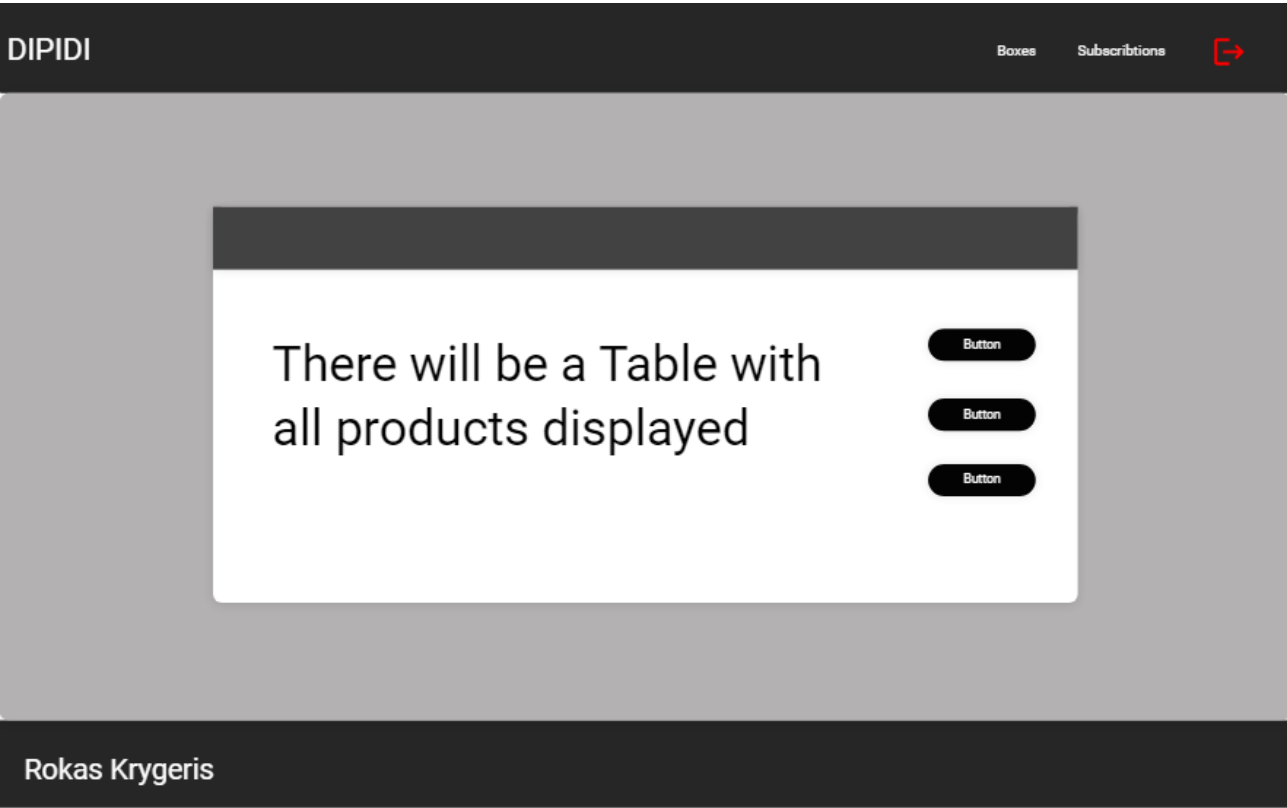 DIPIDI
Boxes
Subscribtions
There will be a Table with
all products displayed
Button
Button
Button
Rokas Krygeris